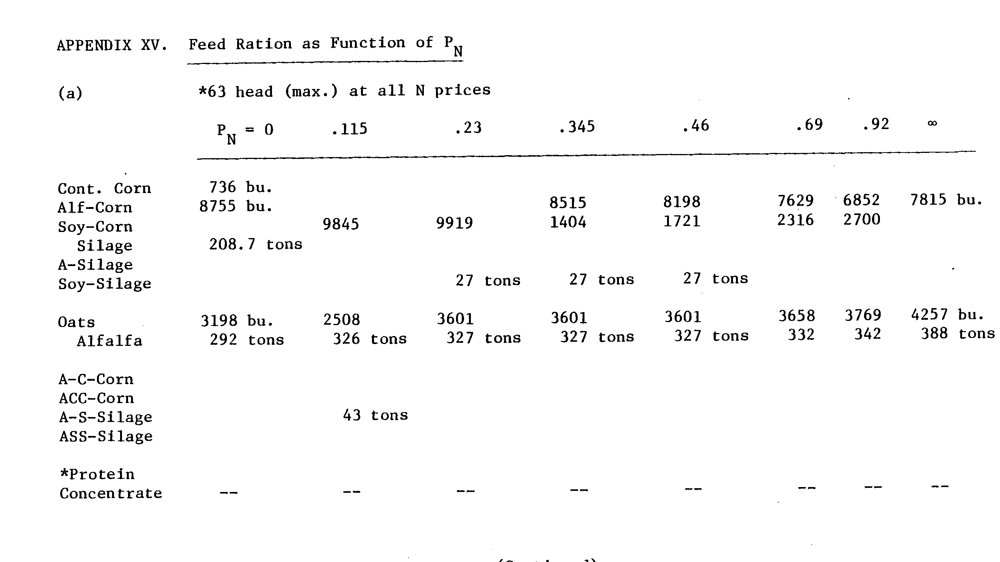 APPENDIX XV. Feed Ration as Function of PN
(a) *63 head (max.) at all N prices
PN = 0 .115 .23 .345 .46 .69 .92 ∞
Cont. Corn 736 bu.
Alf-Corn 8755 bu. 8515 8198 7629 6852 7815 bu.
Soy-Corn 9845 9919 1404 1721 2316 2700
Silage 208.7 tons
A-Silage
Soy-Silage 27 tons 27 tons 27 tons
Oats 3198 bu. 2508 3601 3601 3601 3658 3769 4257 bu.
Alfalfa 292 tons 326 tons 327 tons 327 tons 327 tons 332 342 388 tons
A-C-Corn
ACC-Corn
A-S-Silage 43 tons
ASS-Silage
*Protein
Concentrate -- -- -- -- -- -- -- --